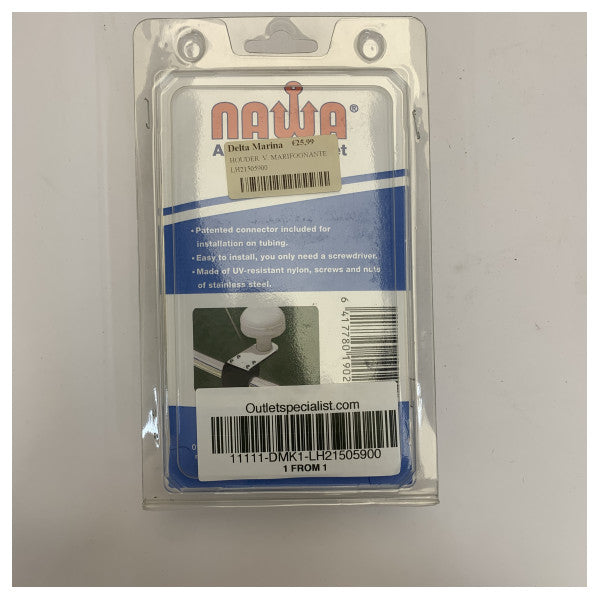 NAWA®
Delta Marina €25,99
HOUDER V. MARIFOONANTE
LH21505900
• Patented connector included for
installation on tubing.
• Easy to install, you only need a screwdriver.
• Made of UV-resistant nylon, screws and nuts
of stainless steel.
6 41778 01902
Outletspecialist.com
11111-DMK1-LH21505900
1 FROM 1